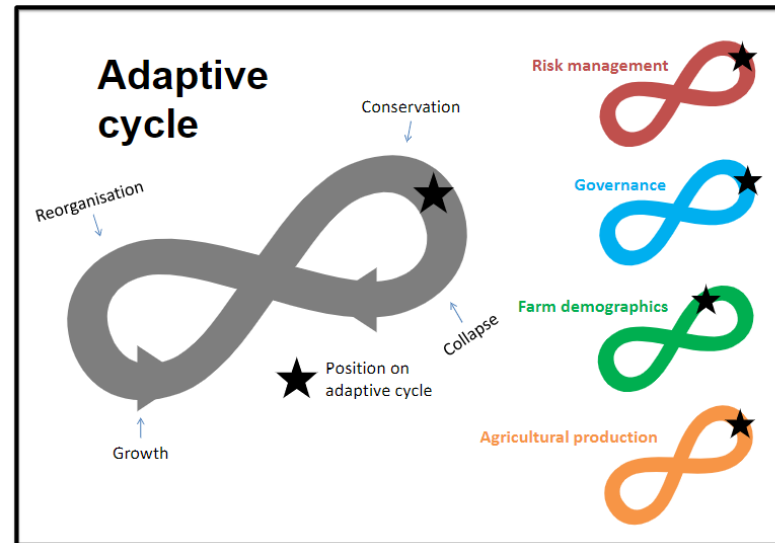 Adaptive
cycle
Conservation
Reorganisation
Collapse
Position on
adaptive cycle
Growth
Risk management
Governance
Farm demographics
Agricultural production